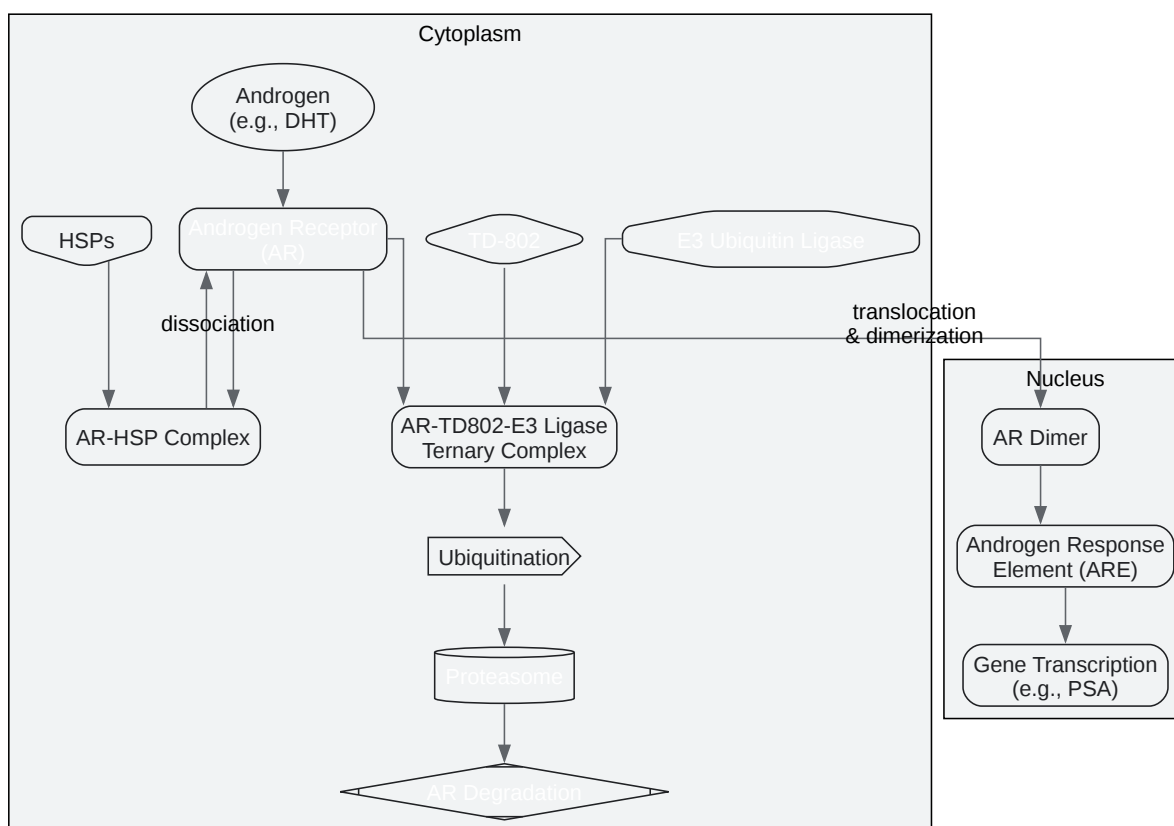 Cytoplasm
Androgen
(e.g., DHT)
HSPs
Androgen Receptor
(AR)
TD-802
E3 Ubiquitin Ligase
dissociation
translocation
& dimerization
Nucleus
AR-HSP Complex
AR-TD802-E3 Ligase
Ternary Complex
AR Dimer
Ubiquitination
Androgen Response
Element (ARE)
Proteasome
Gene Transcription
(e.g., PSA)
AR Degradation